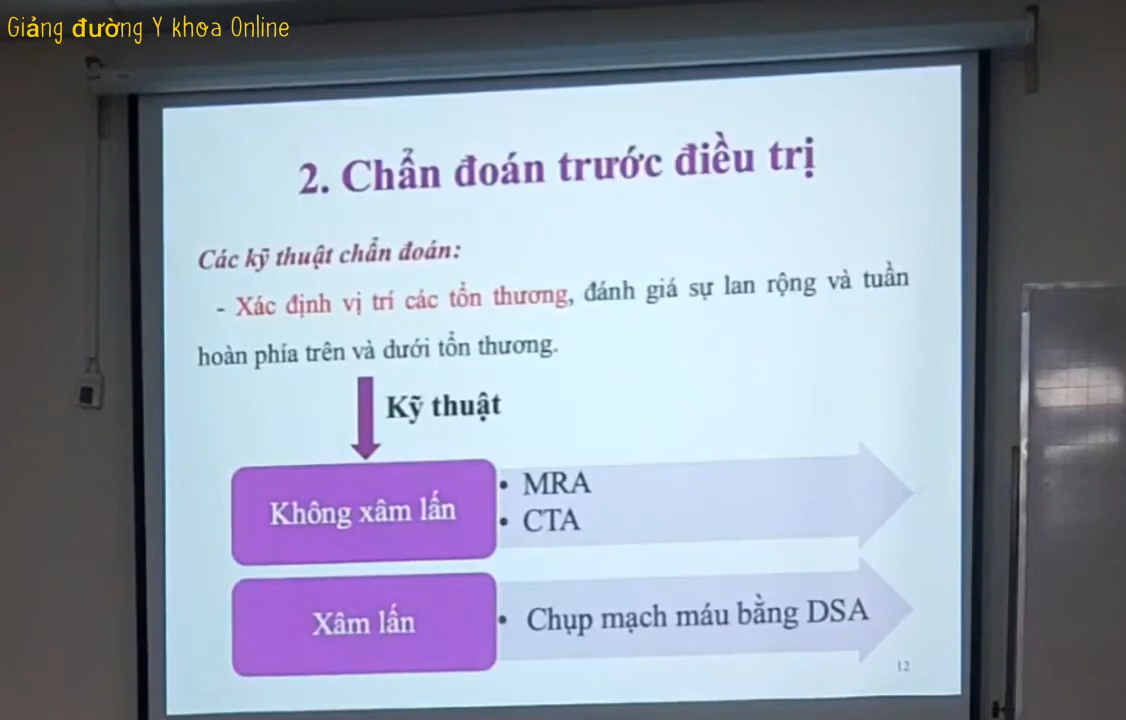 Giảng đường Y khoa Online
2. Chẩn đoán trước điều trị
Các kỹ thuật chẩn đoán:
- Xác định vị trí các tổn thương, đánh giá sự lan rộng và tuần
hoàn phía trên và dưới tổn thương.
Kỹ thuật
Không xâm lấn
• MRA
• CTA
Xâm lấn
• Chụp mạch máu bằng DSA
12